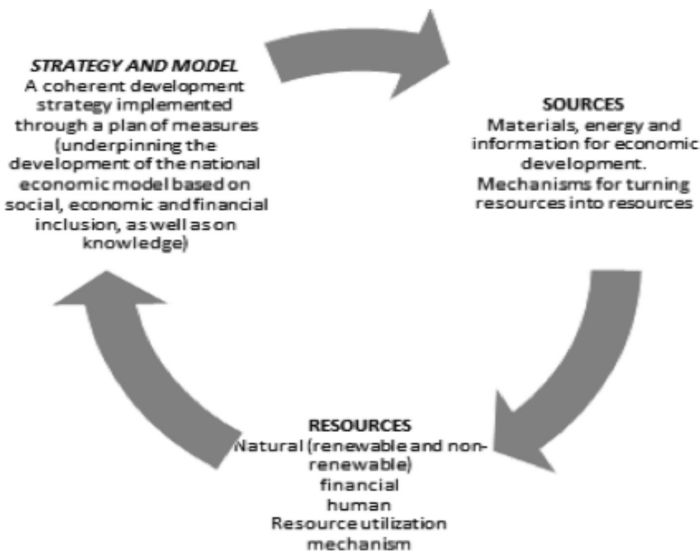 STRATEGY AND MODEL
A coherent development
strategy implemented
through a plan of measures
(underpinning the
development of the national
economic model based on
social, economic and financial
inclusion, as well as on
knowledge)
SOURCES
Materials, energy and
information for economic
development.
Mechanisms for turning
resources into resources
RESOURCES
Natural (renewable and non-
renewable)
financial
human
Resource utilization
mechanism